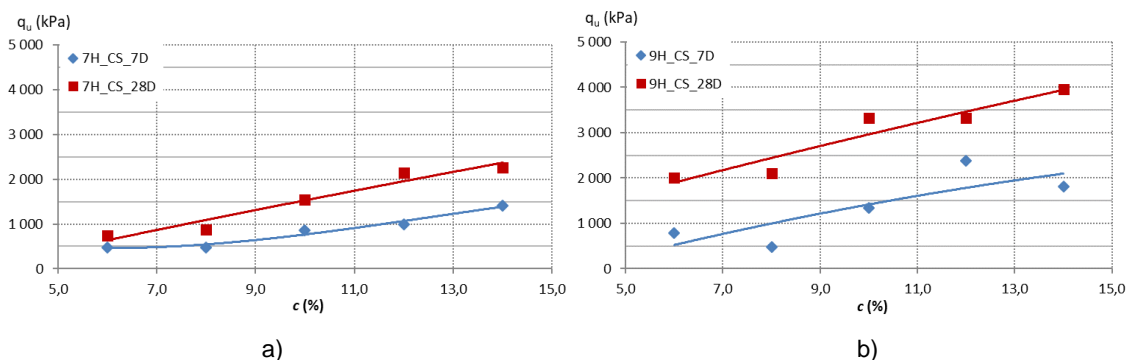 qu (kPa)
5 000
4 000
3 000
2 000
1 000
0
7H_CS_7D
7H_CS_28D
5,0 7,0 9,0 11,0 13,0 15,0
c (%)
a)
qu (kPa)
5 000
4 000
3 000
2 000
1 000
0
9H_CS_7D
9H_CS_28D
5,0 7,0 9,0 11,0 13,0 15,0
c (%)
b)